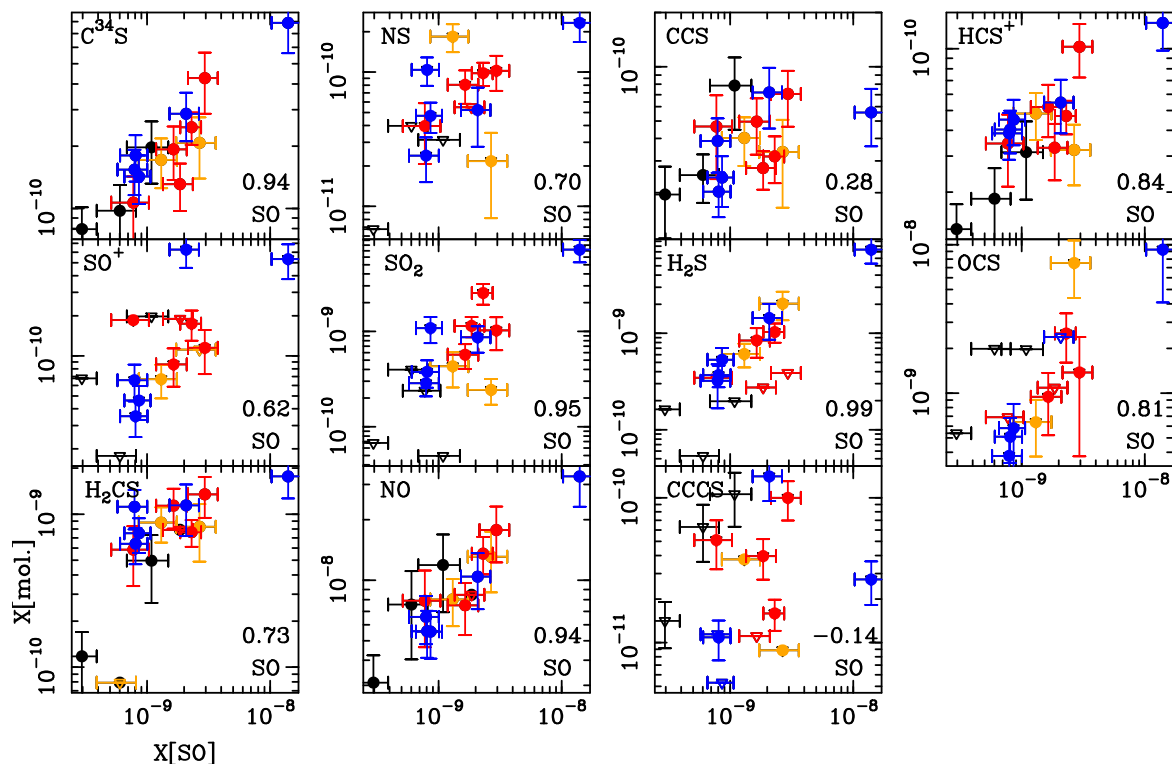 C³⁴S
NS
CCS
HCS⁺
10⁻¹⁰
10⁻¹⁰
10⁻¹¹
10⁻¹⁰
10⁻¹⁰
10⁻⁸
0.94
SO
0.70
SO
0.28
SO
0.84
SO
SO⁺
SO₂
H₂S
OCS
10⁻¹⁰
10⁻⁹
10⁻¹⁰
10⁻⁹
10⁻¹⁰
10⁻⁸
10⁻⁹
0.62
SO
0.95
SO
0.99
SO
0.81
SO
10⁻⁹
10⁻⁸
H₂CS
NO
CCCS
10⁻⁹
10⁻¹⁰
10⁻⁸
10⁻¹⁰
10⁻¹¹
0.73
SO
0.94
SO
−0.14
SO
X[mol.]
10⁻⁹
10⁻⁸
10⁻⁹
10⁻⁸
10⁻⁹
10⁻⁸
X[SO]